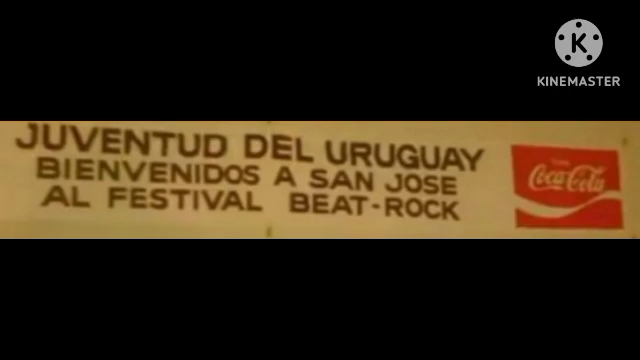 KINEMASTER
JUVENTUD DEL URUGUAY
BIENVENIDOS A SAN JOSE
AL FESTIVAL BEAT-ROCK
Coca-Cola